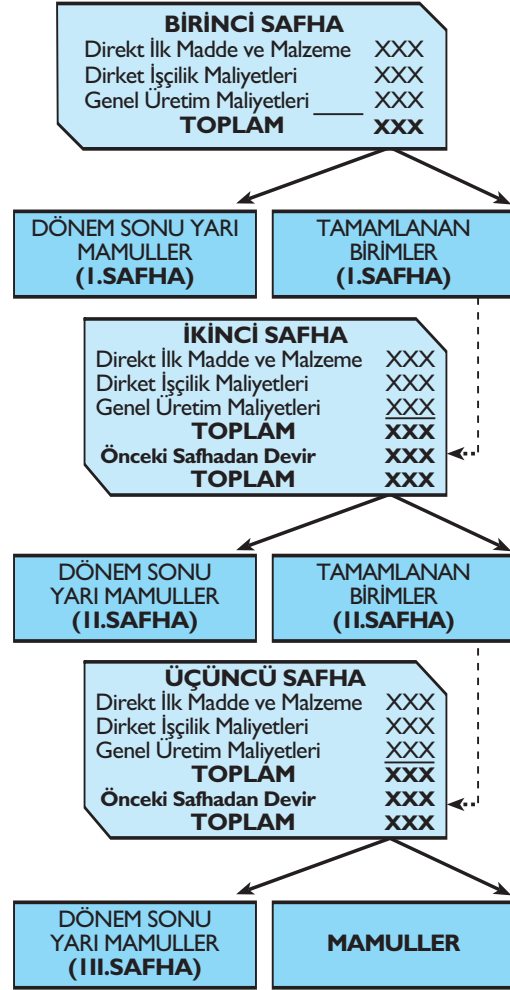 BİRİNCİ SAFHA
Direkt İlk Madde ve Malzeme XXX
Dirket İşçilik Maliyetleri XXX
Genel Üretim Maliyetleri XXX
TOPLAM XXX
DÖNEM SONU YARI
MAMULLER
(I.SAFHA)
TAMAMLANAN
BİRİMLER
(I.SAFHA)
İKİNCİ SAFHA
Direkt İlk Madde ve Malzeme XXX
Dirket İşçilik Maliyetleri XXX
Genel Üretim Maliyetleri XXX
TOPLAM XXX
Önceki Safhadan Devir XXX
TOPLAM XXX
DÖNEM SONU
YARI MAMULLER
(II.SAFHA)
TAMAMLANAN
BİRİMLER
(II.SAFHA)
ÜÇÜNCÜ SAFHA
Direkt İlk Madde ve Malzeme XXX
Dirket İşçilik Maliyetleri XXX
Genel Üretim Maliyetleri XXX
TOPLAM XXX
Önceki Safhadan Devir XXX
TOPLAM XXX
DÖNEM SONU
YARI MAMULLER
(III.SAFHA)
MAMULLER